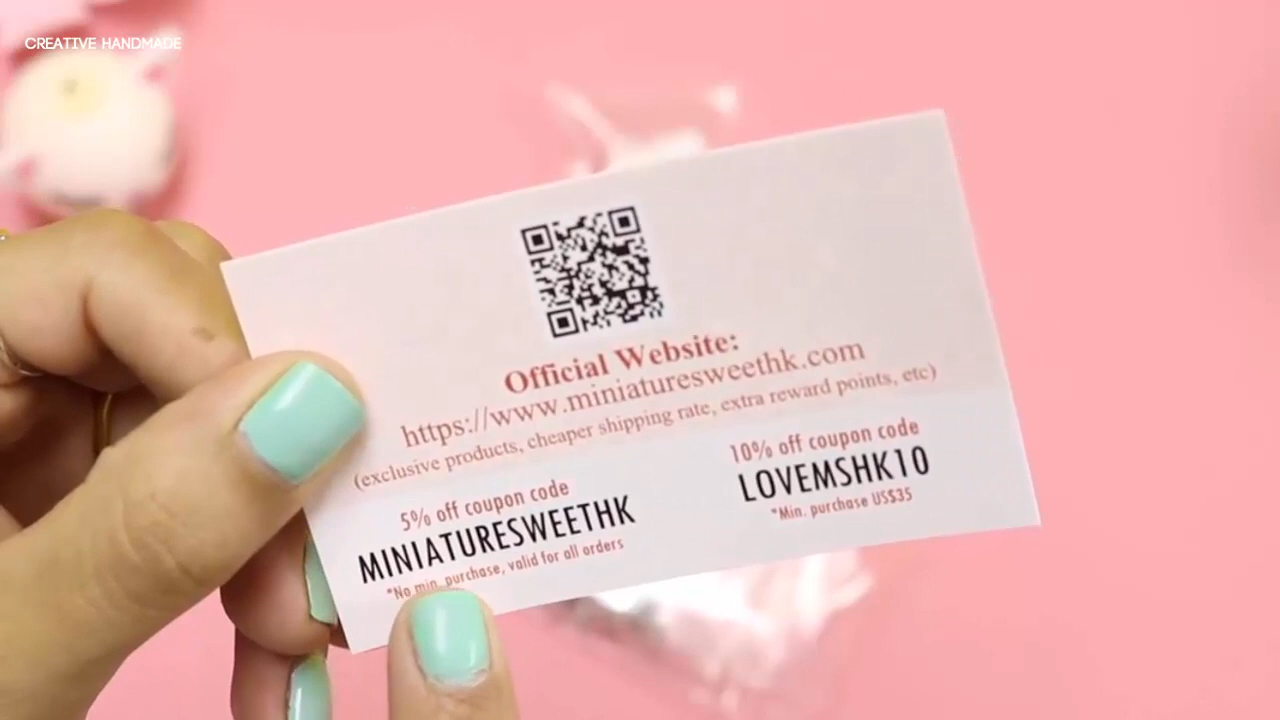 CREATIVE HANDMADE
Official Website:
https://www.miniaturesweethk.com
(exclusive products, cheaper shipping rate, extra reward points, etc)
5% off coupon code
MINIATURESWEETHK
*No min. purchase, valid for all orders
10% off coupon code
LOVEMSHK10
*Min. purchase US$35